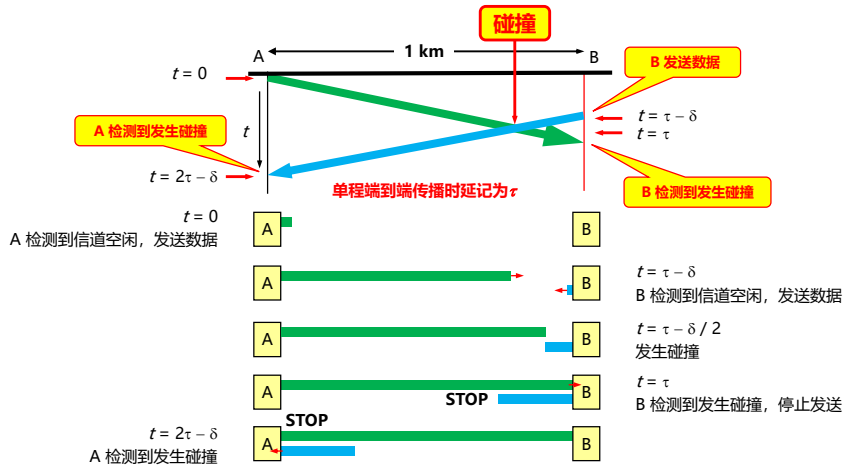 碰撞
A
1 km
B
t = 0
B 发送数据
t = τ − δ
t = τ
A 检测到发生碰撞
t
t = 2τ − δ
单程端到端传播时延记为τ
B 检测到发生碰撞
t = 0
A 检测到信道空闲，发送数据
A
B
A
B
t = τ − δ
B 检测到信道空闲，发送数据
A
B
t = τ − δ / 2
发生碰撞
A
B
STOP
t = τ
B 检测到发生碰撞，停止发送
STOP
t = 2τ − δ
A 检测到发生碰撞
A
B